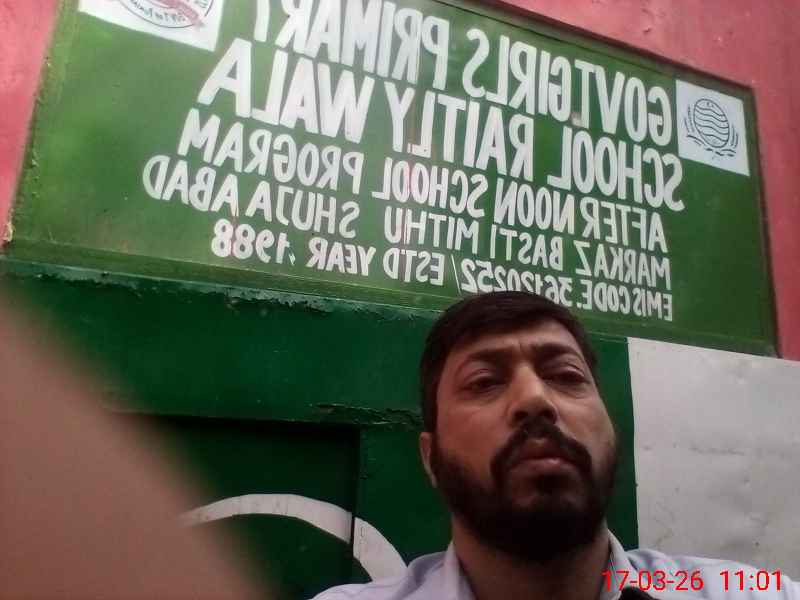 GOVT GIRLS PRIMARY
SCHOOL RAITLY WALA
AFTER NOON SCHOOL PROGRAM
MARKAZ BASTI MITHU SHUJA ABAD
EMIS CODE.36120252/ESTD YEAR, 1988
17-03-26 11:01